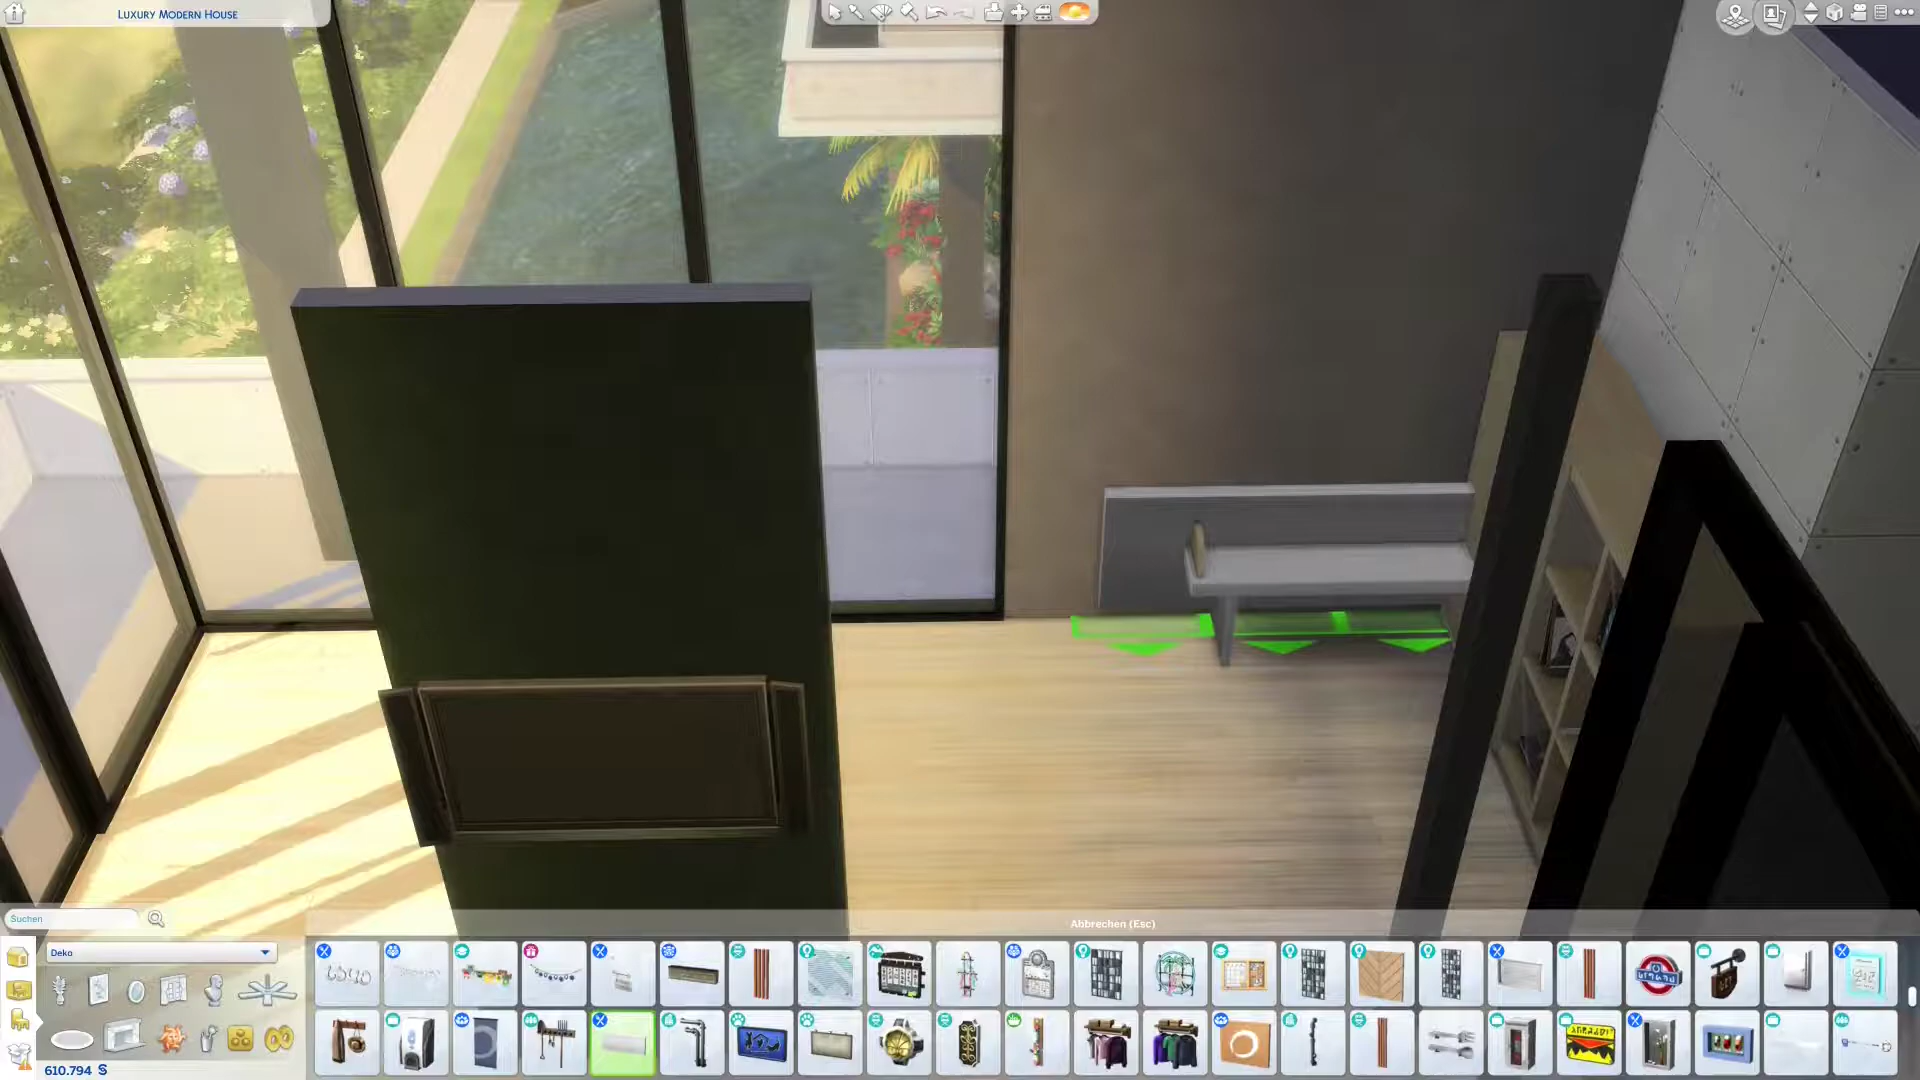 Luxury Modern House
Suchen
Abbrechen (Esc)
Deko
610.794 S